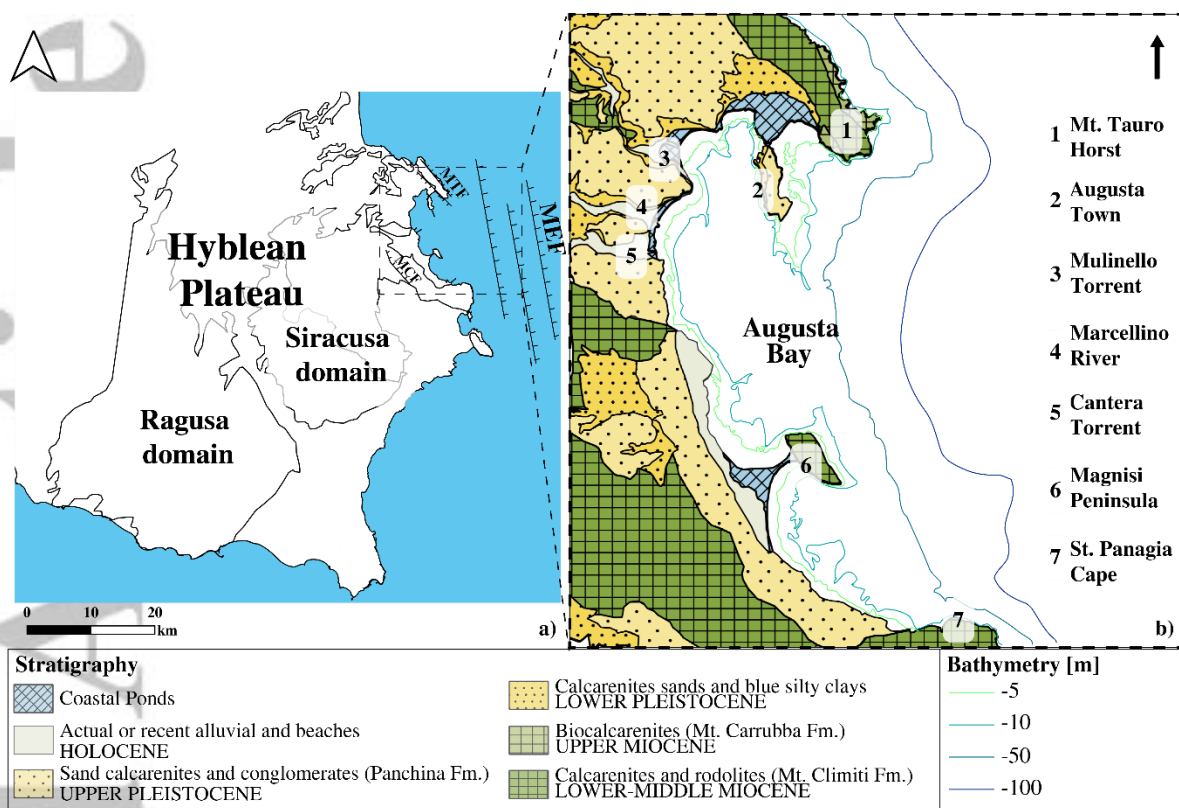 Hyblean
Plateau
Siracusa
domain
Ragusa
domain
MTF
MCF
MEF
0 10 20
km
a)
1
2
3
4
5
6
7
Augusta
Bay
b)
1 Mt. Tauro
Horst
2 Augusta
Town
3 Mulinello
Torrent
4 Marcellino
River
5 Cantera
Torrent
6 Magnisi
Peninsula
7 St. Panagia
Cape
Stratigraphy
Coastal Ponds
Actual or recent alluvial and beaches
HOLOCENE
Sand calcarenites and conglomerates (Panchina Fm.)
UPPER PLEISTOCENE
Calcarenites sands and blue silty clays
LOWER PLEISTOCENE
Biocalcarenites (Mt. Carrubba Fm.)
UPPER MIOCENE
Calcarenites and rodolites (Mt. Climiti Fm.)
LOWER-MIDDLE MIOCENE
Bathymetry [m]
-5
-10
-50
-100